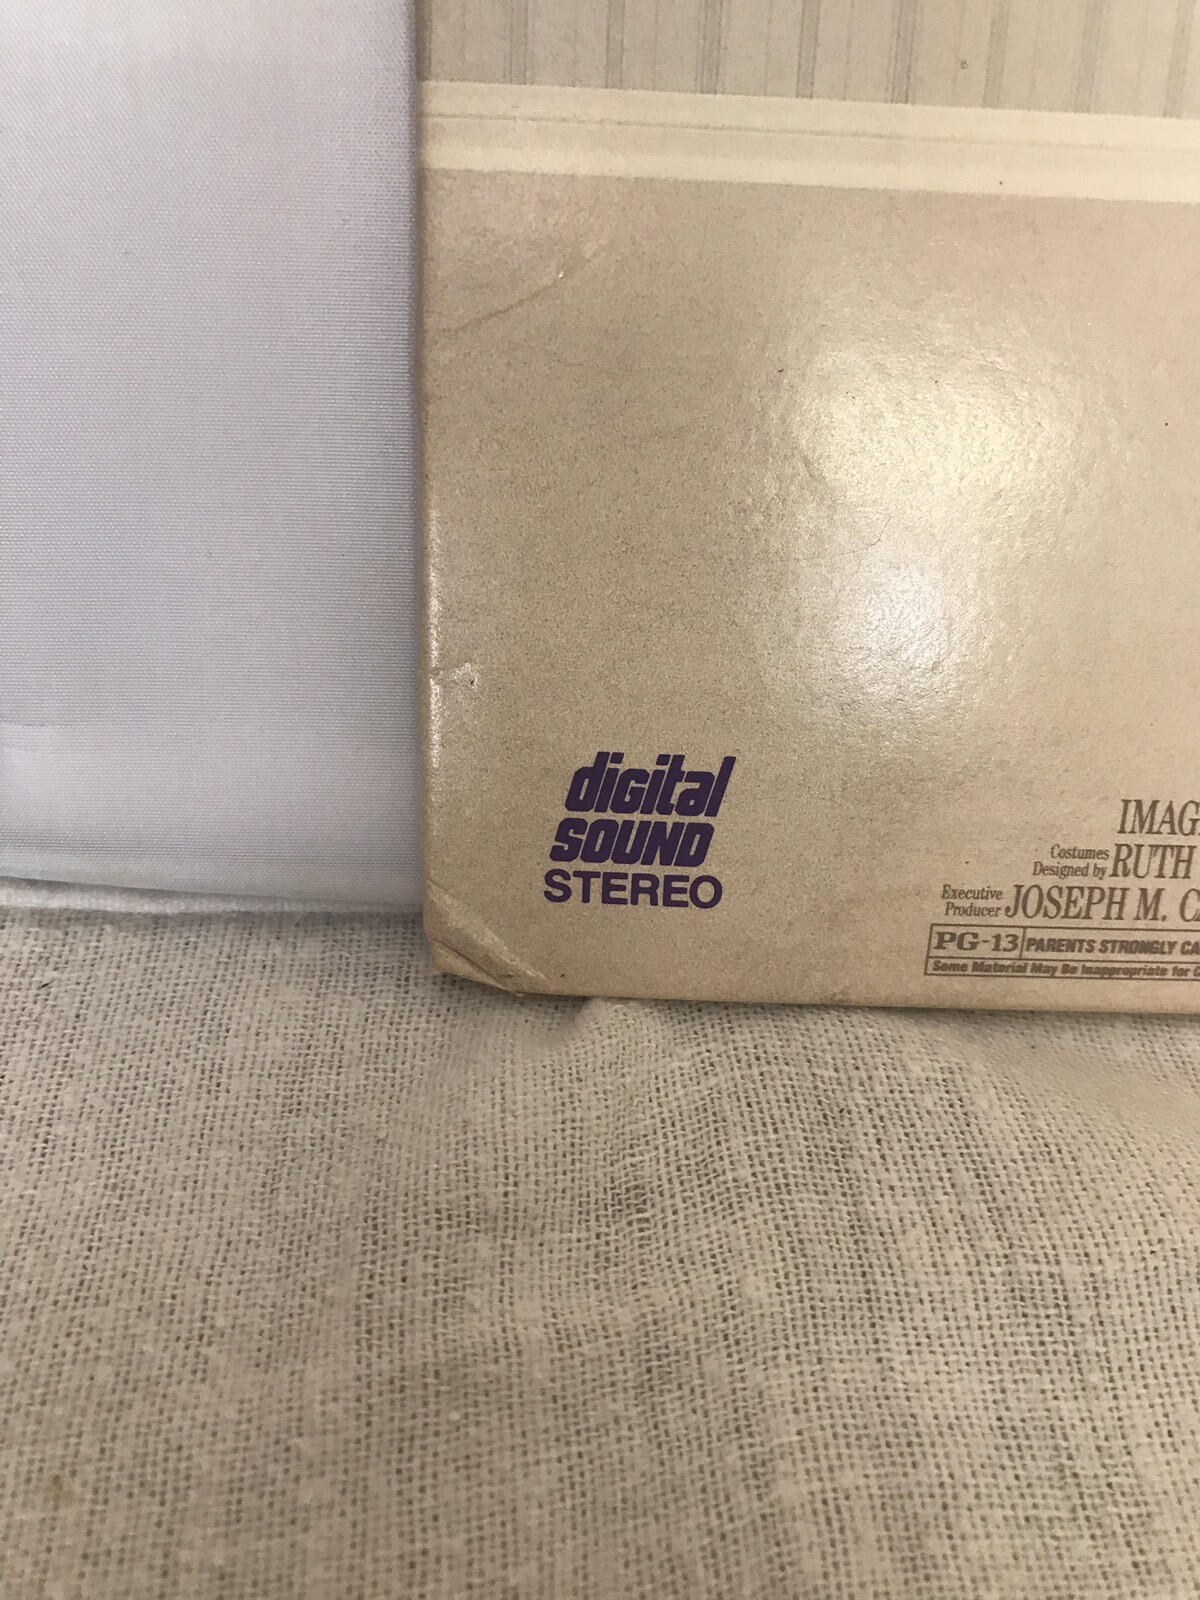 digital
SOUND
STEREO
IMAG
Costumes
Designed by RUTH
Executive
Producer JOSEPH M. C
PG-13 PARENTS STRONGLY CA
Some Material May Be Inappropriate for